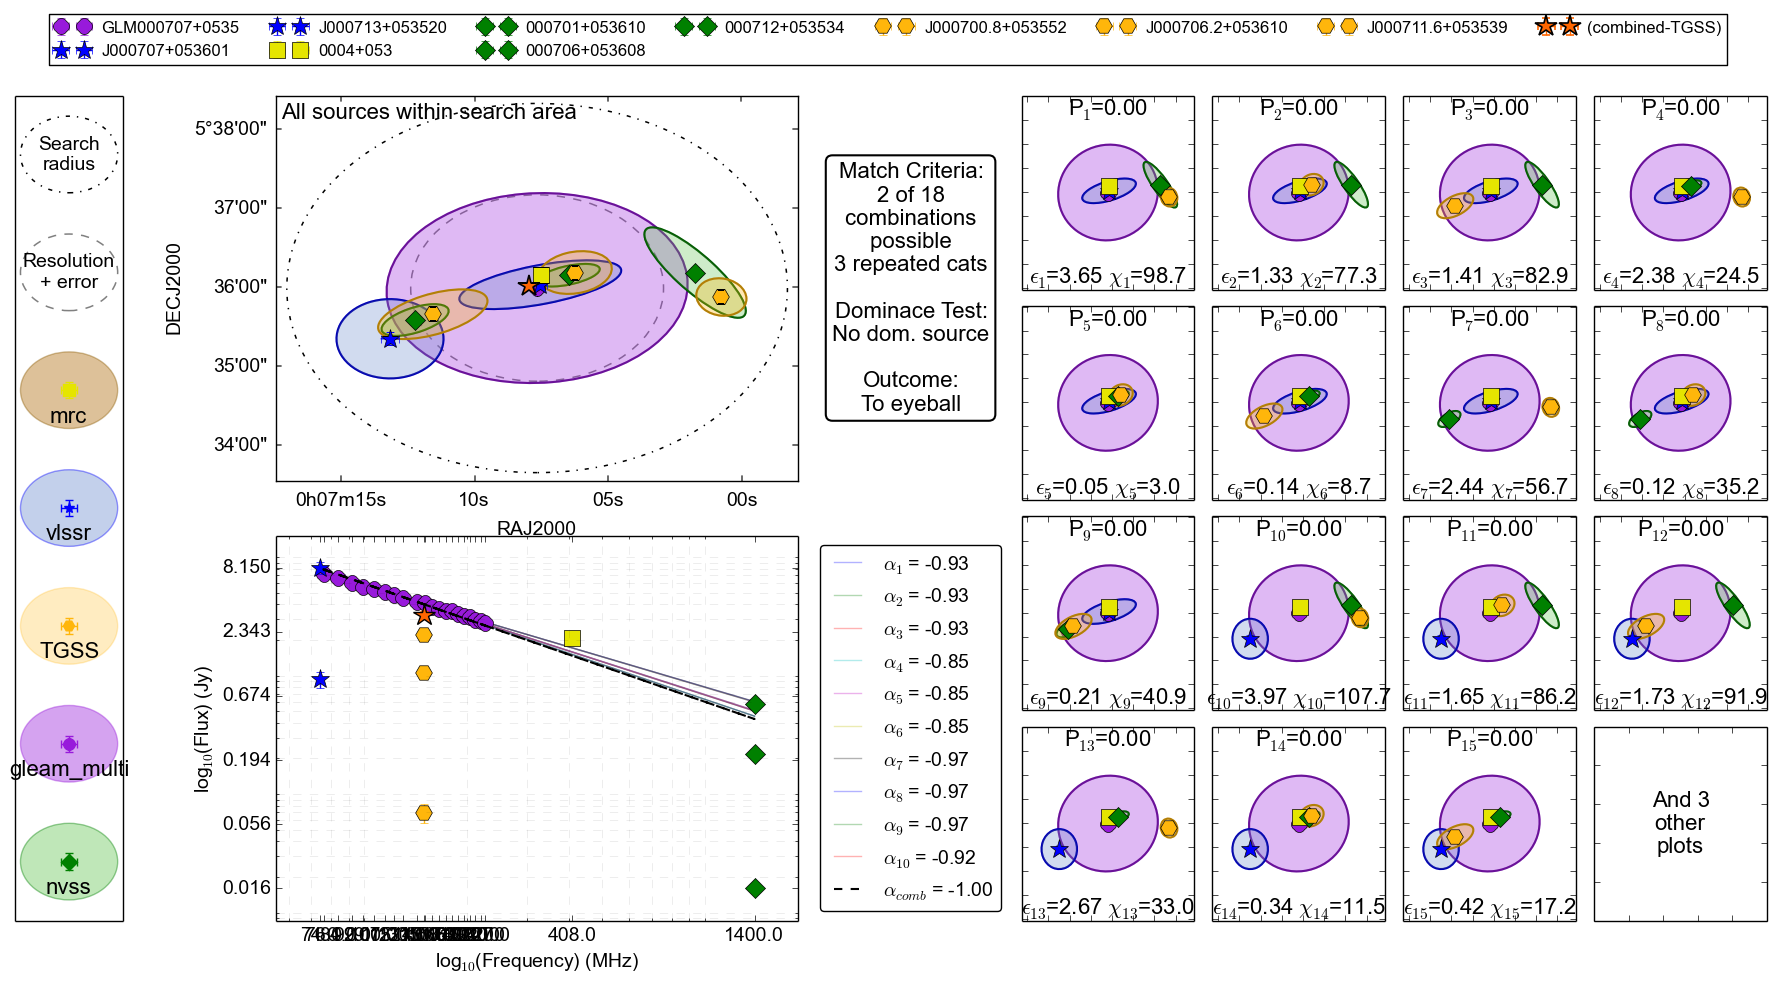 GLM000707+0535 J000713+053520 000701+053610 000712+053534 J000700.8+053552 J000706.2+053610 J000711.6+053539 (combined-TGSS)
J000707+053601 0004+053 000706+053608
Search
radius
Resolution
+ error
mrc
vlssr
TGSS
gleam_multi
nvss
All sources within search area
5°38'00"
37'00"
36'00"
35'00"
34'00"
DECJ2000
0h07m15s 10s 05s 00s
RAJ2000
Match Criteria:
2 of 18
combinations
possible
3 repeated cats
Dominace Test:
No dom. source
Outcome:
To eyeball
8.150
2.343
0.674
0.194
0.056
0.016
log₁₀(Flux) (Jy)
408.0 1400.0
log₁₀(Frequency) (MHz)
α₁ = -0.93
α₂ = -0.93
α₃ = -0.93
α₄ = -0.85
α₅ = -0.85
α₆ = -0.85
α₇ = -0.97
α₈ = -0.97
α₉ = -0.97
α₁₀ = -0.92
α_comb = -1.00
P₁=0.00 P₂=0.00 P₃=0.00 P₄=0.00
ϵ₁=3.65 χ₁=98.7 ϵ₂=1.33 χ₂=77.3 ϵ₃=1.41 χ₃=82.9 ϵ₄=2.38 χ₄=24.5
P₅=0.00 P₆=0.00 P₇=0.00 P₈=0.00
ϵ₅=0.05 χ₅=3.0 ϵ₆=0.14 χ₆=8.7 ϵ₇=2.44 χ₇=56.7 ϵ₈=0.12 χ₈=35.2
P₉=0.00 P₁₀=0.00 P₁₁=0.00 P₁₂=0.00
ϵ₉=0.21 χ₉=40.9 ϵ₁₀=3.97 χ₁₀=107.7 ϵ₁₁=1.65 χ₁₁=86.2 ϵ₁₂=1.73 χ₁₂=91.9
P₁₃=0.00 P₁₄=0.00 P₁₅=0.00
ϵ₁₃=2.67 χ₁₃=33.0 ϵ₁₄=0.34 χ₁₄=11.5 ϵ₁₅=0.42 χ₁₅=17.2
And 3
other
plots